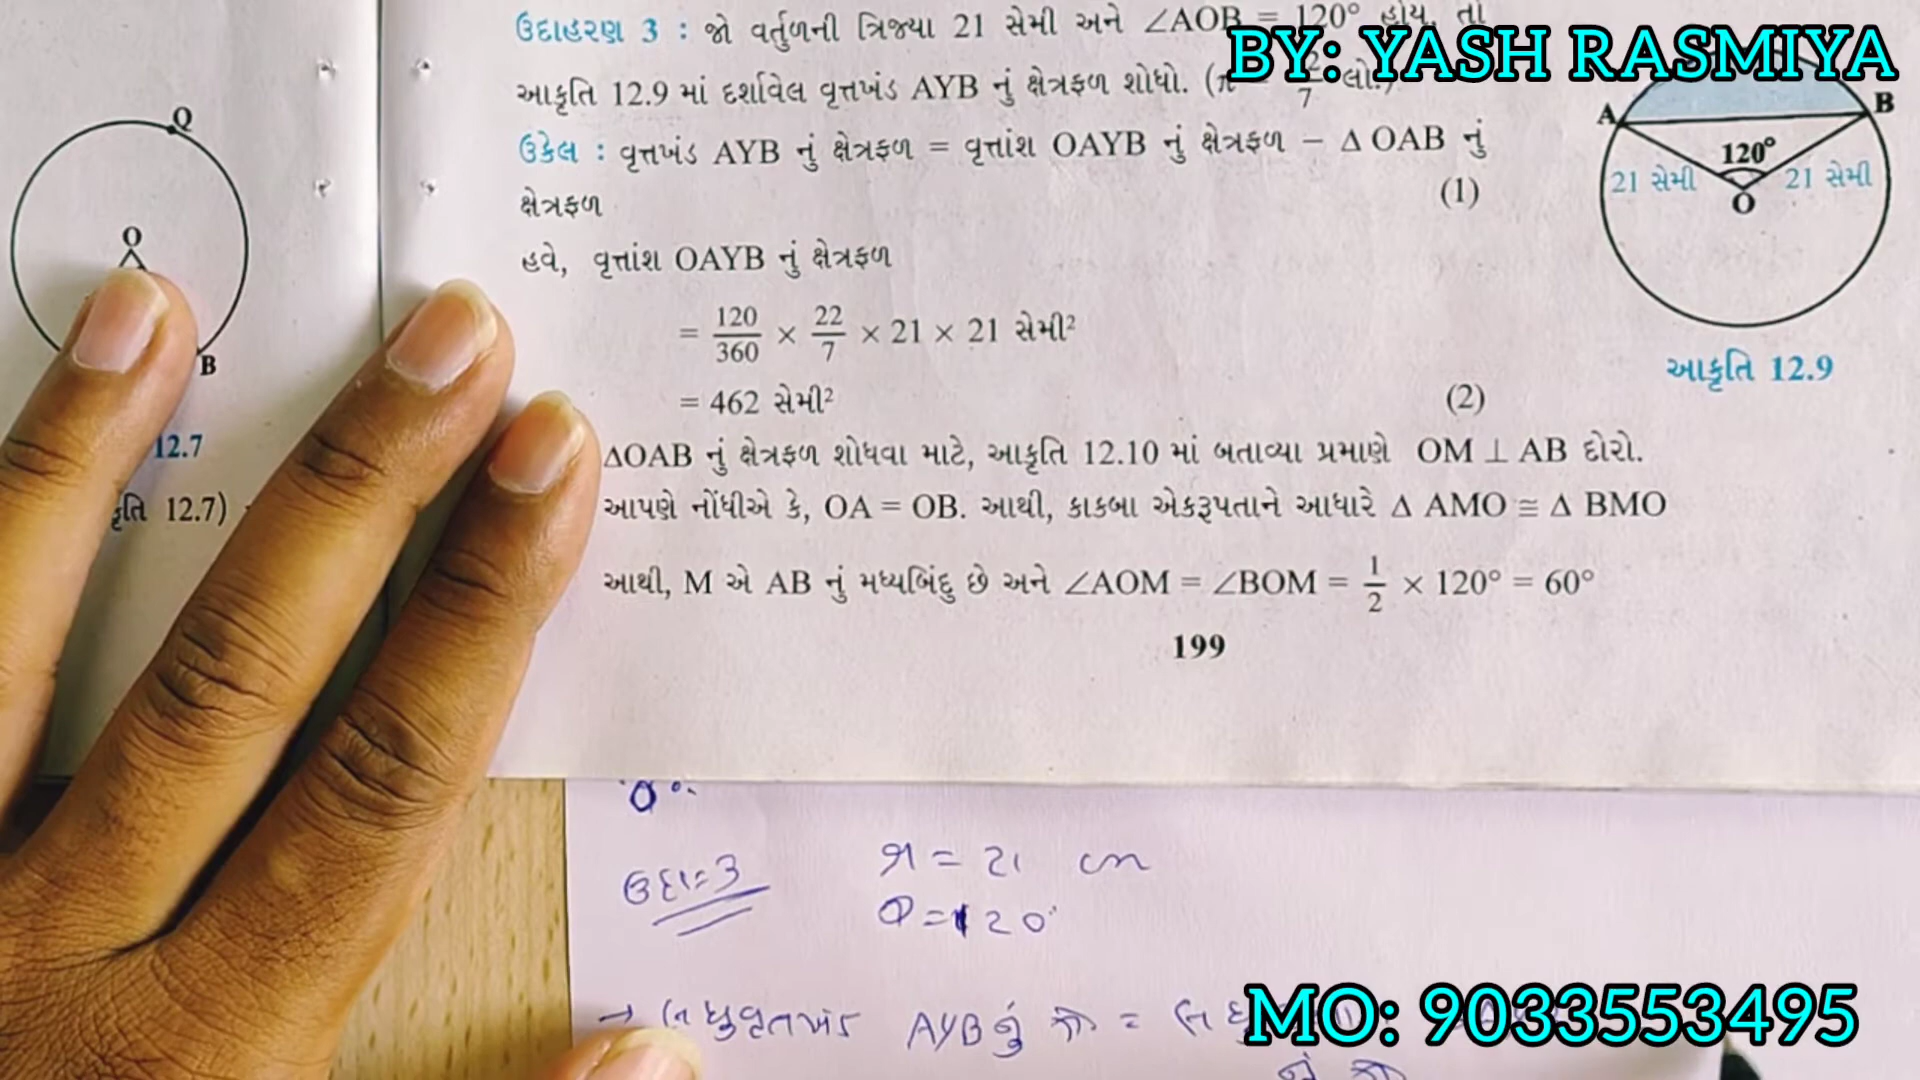 ઉદાહરણ 3 : જો વર્તુળની ત્રિજ્યા 21 સેમી અને ∠AOB = 120° હોય, તો
BY: YASH RASMIYA
આકૃતિ 12.9 માં દર્શાવેલ વૃત્તખંડ AYB નું ક્ષેત્રફળ શોધો. (π
7
લો.)
ઉકેલ : વૃત્તખંડ AYB નું ક્ષેત્રફળ = વૃત્તાંશ OAYB નું ક્ષેત્રફળ − Δ OAB નું
ક્ષેત્રફળ (1)
હવે, વૃત્તાંશ OAYB નું ક્ષેત્રફળ
= 120/360 × 22/7 × 21 × 21 સેમી²
= 462 સેમી² (2)
ΔOAB નું ક્ષેત્રફળ શોધવા માટે, આકૃતિ 12.10 માં બતાવ્યા પ્રમાણે OM ⊥ AB દોરો.
આપણે નોંધીએ કે, OA = OB. આથી, કાકબા એકરૂપતાને આધારે Δ AMO ≅ Δ BMO
આથી, M એ AB નું મધ્યબિંદુ છે અને ∠AOM = ∠BOM = 1/2 × 120° = 60°
199
A
B
120°
21 સેમી
21 સેમી
O
આકૃતિ 12.9
Q
O
B
12.7
કૃતિ 12.7)
ઉદા=3
r = 21 cm
θ = 120°
→ લઘુવૃતખંડ AYBનું ક્ષે =
MO: 9033553495